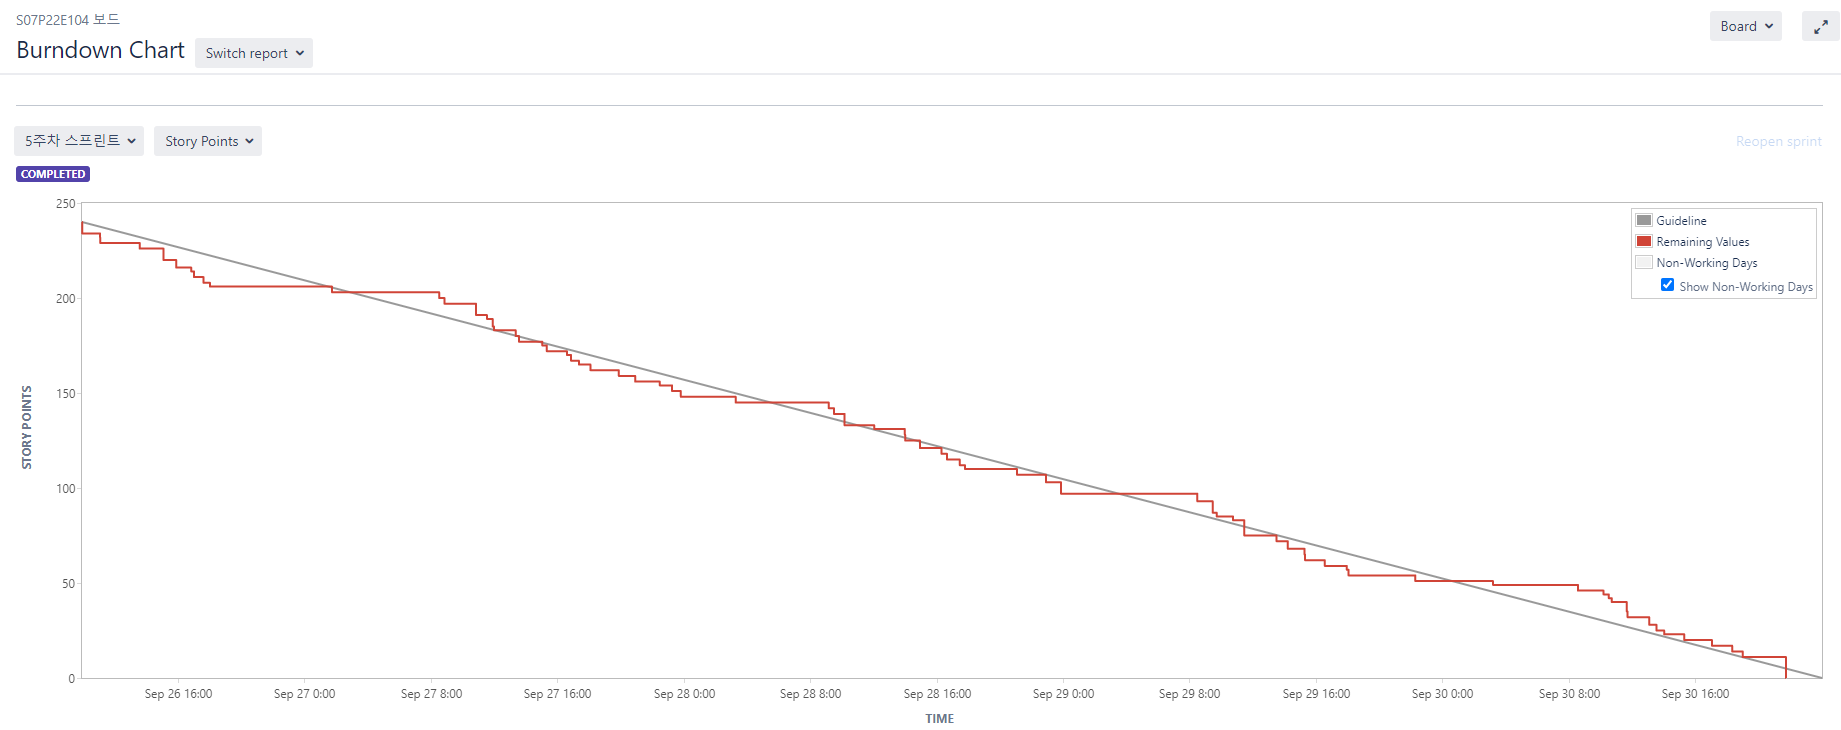 S07P22E104 보드
Burndown Chart
Switch report
Board
5주차 스프린트
Story Points
Reopen sprint
COMPLETED
Guideline
Remaining Values
Non-Working Days
Show Non-Working Days
STORY POINTS
250
200
150
100
50
0
Sep 26 16:00
Sep 27 0:00
Sep 27 8:00
Sep 27 16:00
Sep 28 0:00
Sep 28 8:00
Sep 28 16:00
Sep 29 0:00
Sep 29 8:00
Sep 29 16:00
Sep 30 0:00
Sep 30 8:00
Sep 30 16:00
TIME